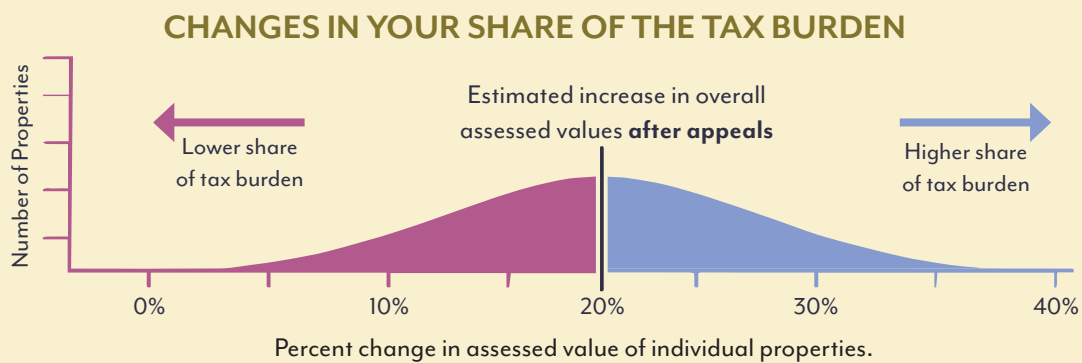 CHANGES IN YOUR SHARE OF THE TAX BURDEN
Number of Properties
Lower share
of tax burden
Estimated increase in overall
assessed values after appeals
Higher share
of tax burden
0%
10%
20%
30%
40%
Percent change in assessed value of individual properties.